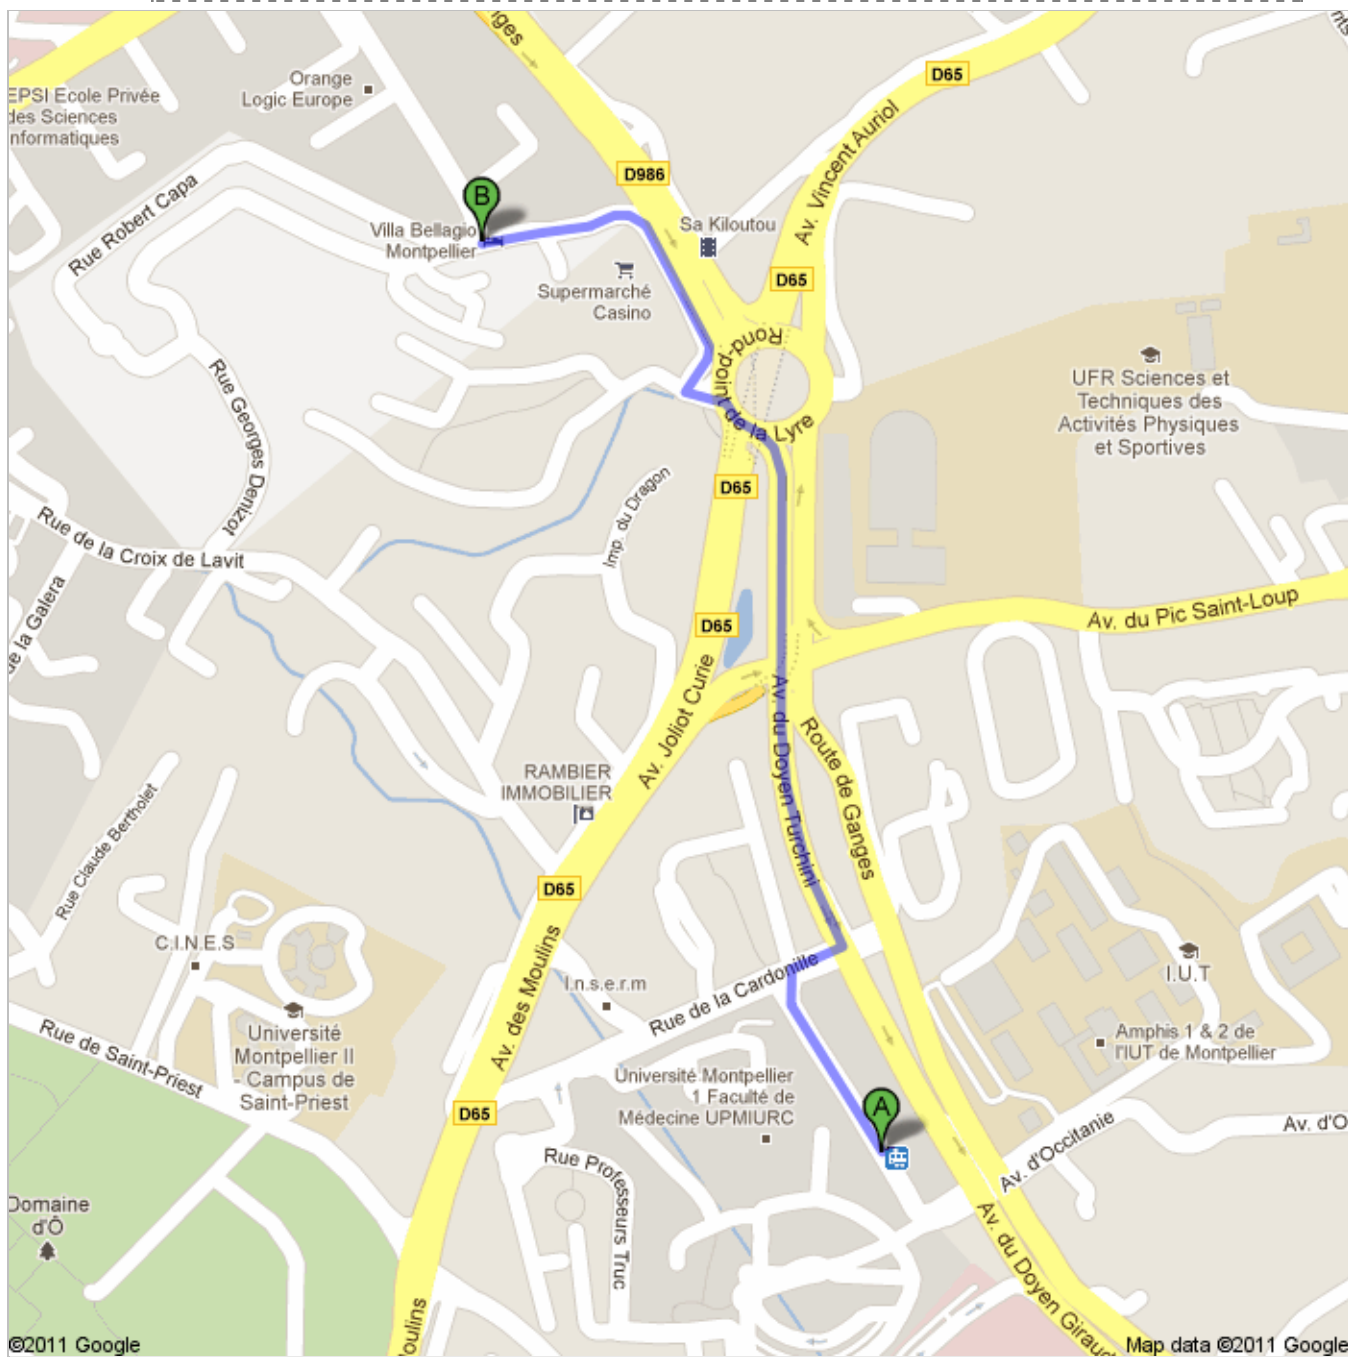 nges
D65
Orange
Logic Europe
EPSI Ecole Privée
des Sciences
nformatiques
Av. Vincent Auriol
D986
B
Rue Robert Capa
Villa Bellagio
Montpellier
Sa Kiloutou
D65
Supermarché
Casino
Rond-point de la Lyre
UFR Sciences et
Techniques des
Activités Physiques
et Sportives
Rue Georges Denizot
D65
Imp. du Dragon
Rue de la Croix de Lavit
de la Galera
D65
Av. du Pic Saint-Loup
Av. Joliot Curie
Av. du Doyen Turchini
Route de Ganges
RAMBIER
IMMOBILIER
Rue Claude Bertholet
D65
C.I.N.E.S
Av. des Moulins
I.n.s.e.r.m
Rue de la Cardonille
I.U.T
Université
Montpellier II
- Campus de
Saint-Priest
Rue de Saint-Priest
Amphis 1 & 2 de
l'IUT de Montpellier
Université Montpellier
1 Faculté de
Médecine UPMIURC
A
D65
Av. d'Occitanie
Av. d'O
Rue Professeurs Truc
Domaine
d'Ô
Av. du Doyen Giraud
oulins
©2011 Google
Map data ©2011 Google